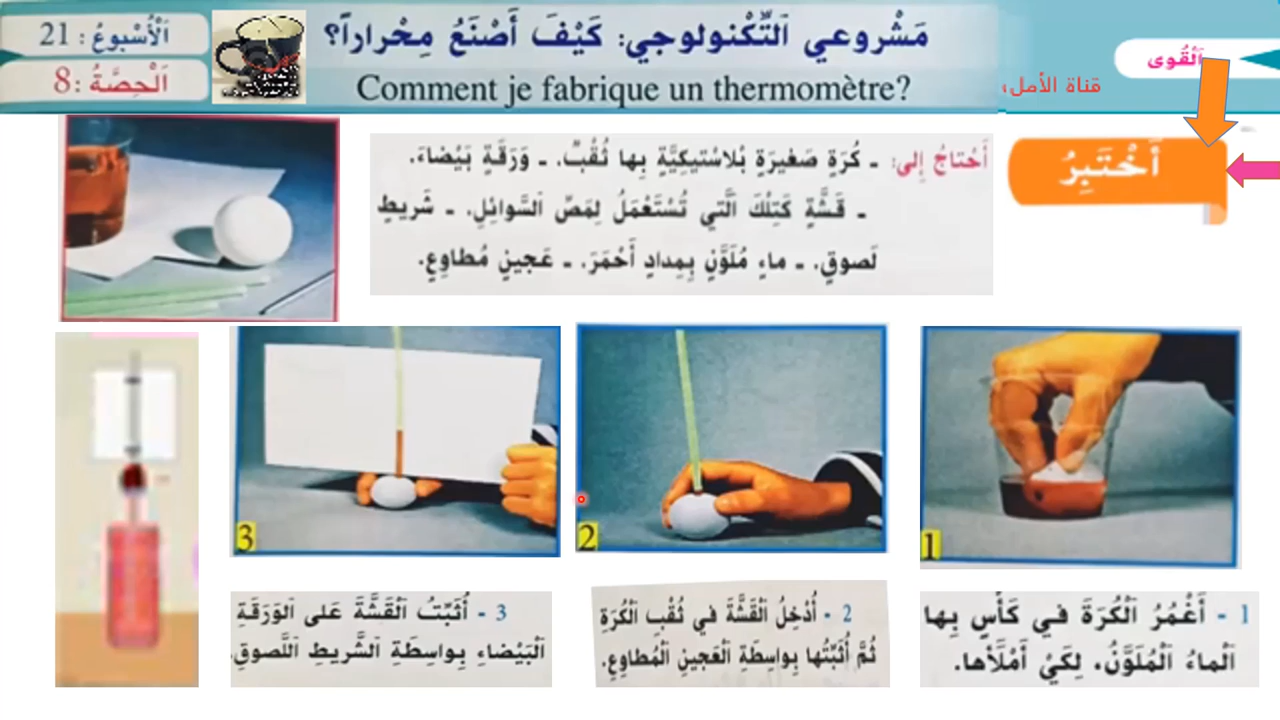 اَلْأُسْبوعُ : 21
اَلْحِصَّةُ : 8
مَشْروعي اَلتِّكْنولوجي: كَيْفَ أَصْنَعُ مِحْراراً؟
Comment je fabrique un thermomètre?
اَلْقُوى
قناة الأمل،
أَخْتَبِرُ
أَحْتاجُ إِلى: ـ كُرَةٍ صَغيرَةٍ بْلاسْتيكِيَّةٍ بِها ثُقْبٌ. ـ وَرَقَةٍ بَيْضاءَ.
ـ قَشَّةٍ كَتِلْكَ اَلَّتي تُسْتَعْمَلُ لِمَصِّ اَلسَّوائِلِ. ـ شَريطٍ
لَصوقٍ. ـ ماءٍ مُلَوَّنٍ بِمِدادٍ أَحْمَرَ. ـ عَجينٍ مُطاوِعٍ.
1
2
3
1 - أَغْمُرُ اَلْكُرَةَ في كَأْسٍ بِها
اَلْماءُ اَلْمُلَوَّنُ. لِكَيْ أَمْلَأَها.
2 - أُدْخِلُ اَلْقَشَّةَ في ثُقْبِ اَلْكُرَةِ
ثُمَّ أُثَبِّتُها بِواسِطَةِ اَلْعَجينِ اَلْمُطاوِعِ.
3 - أُثَبِّتُ اَلْقَشَّةَ عَلى اَلوَرَقَةِ
اَلْبَيْضاءِ بِواسِطَةِ اَلشَّريطِ اَللَّصوقِ.